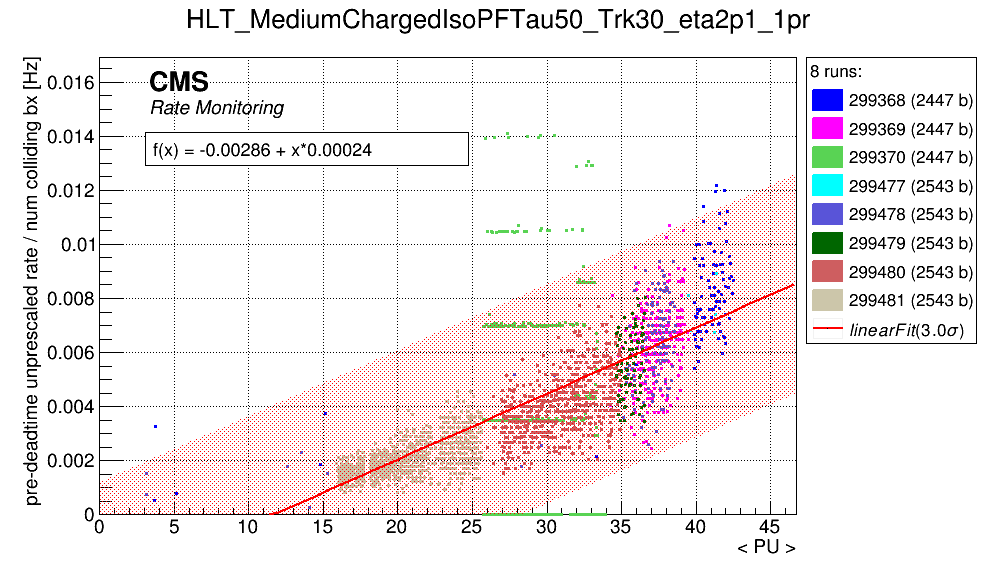 HLT_MediumChargedIsoPFTau50_Trk30_eta2p1_1pr
pre-deadtime unprescaled rate / num colliding bx [Hz]
0.016
0.014
0.012
0.01
0.008
0.006
0.004
0.002
0
CMS
Rate Monitoring
f(x) = -0.00286 + x*0.00024
0 5 10 15 20 25 30 35 40 45
< PU >
8 runs:
299368 (2447 b)
299369 (2447 b)
299370 (2447 b)
299477 (2543 b)
299478 (2543 b)
299479 (2543 b)
299480 (2543 b)
299481 (2543 b)
linearFit(3.0σ)